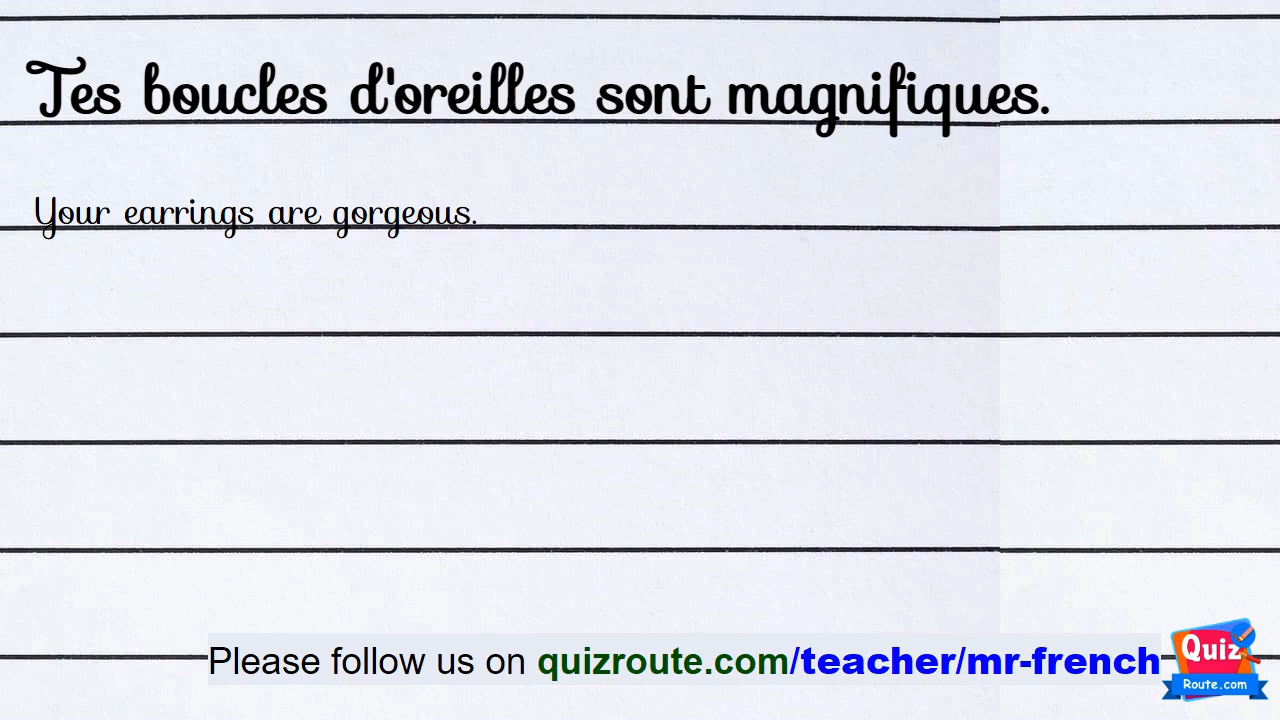 Tes boucles d'oreilles sont magnifiques.
Your earrings are gorgeous.
Please follow us on quizroute.com/teacher/mr-french
Quiz
Route.com